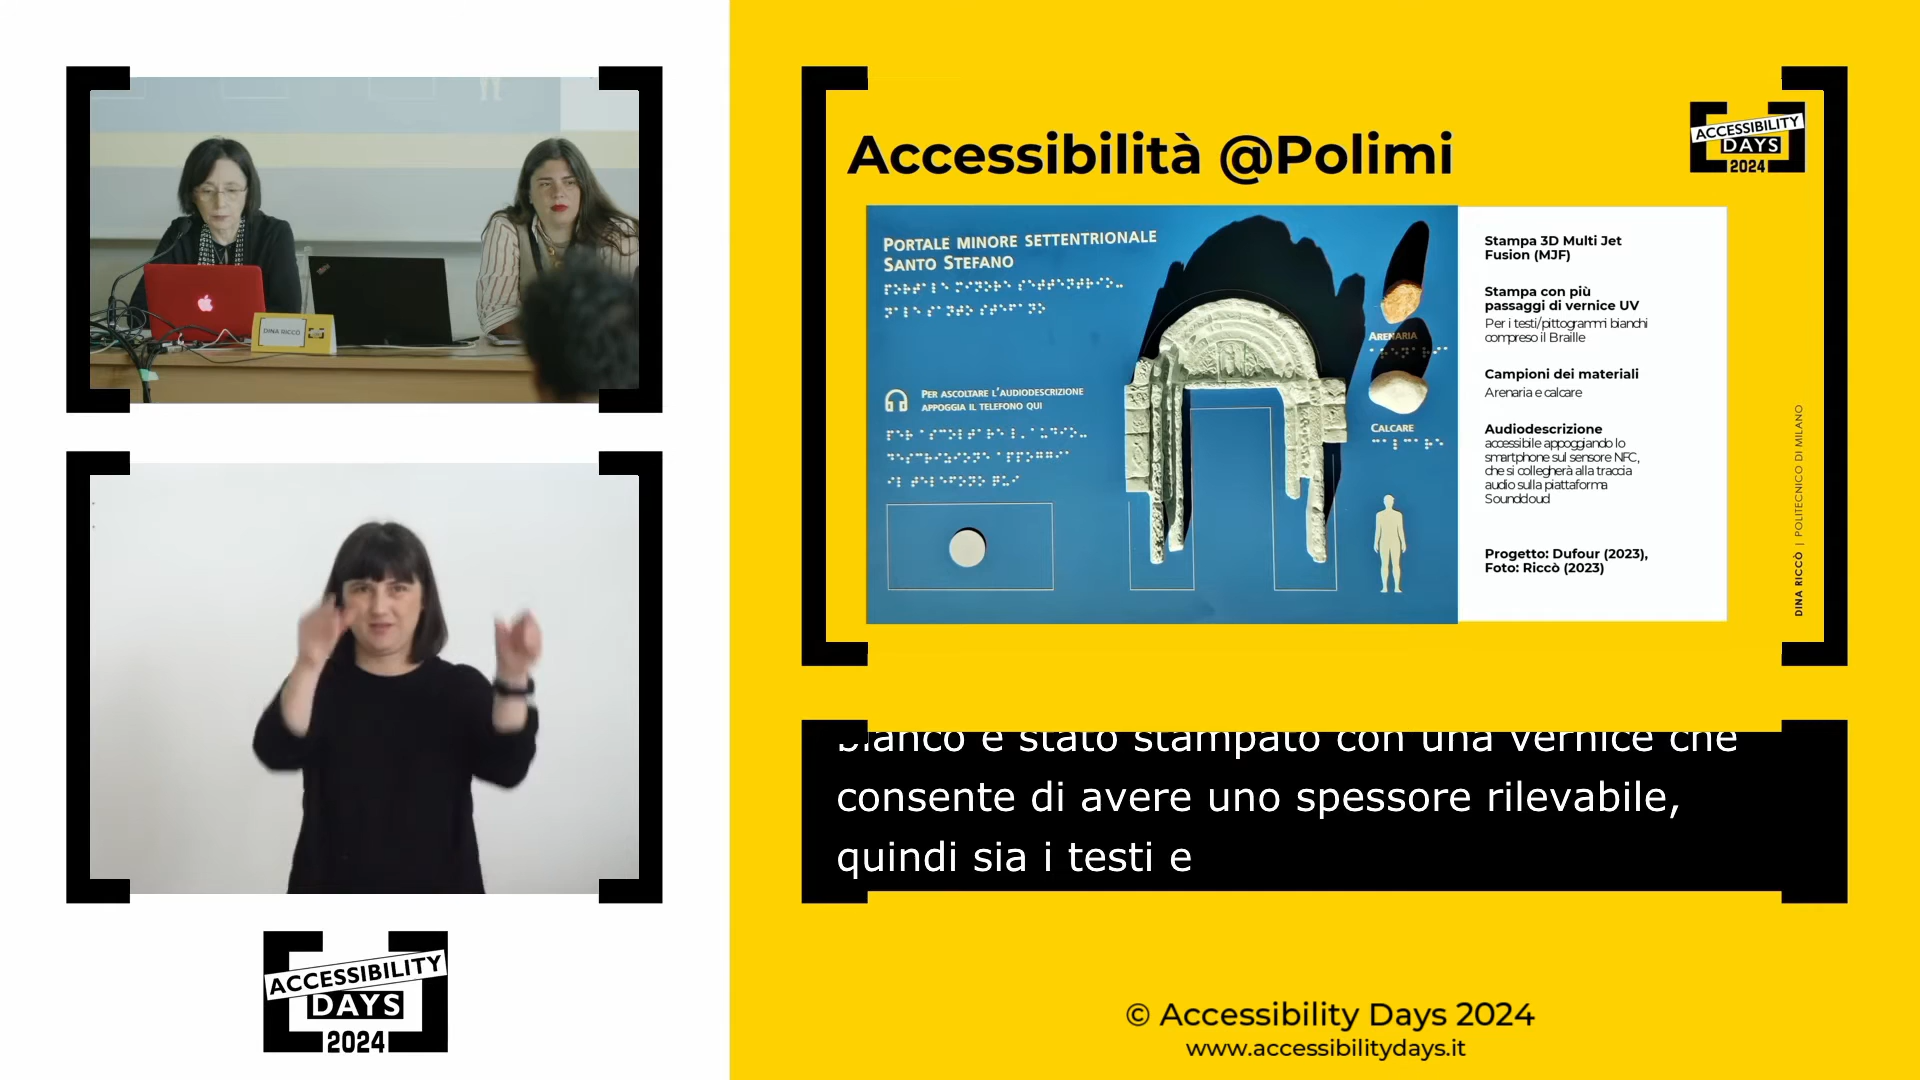 DINA RICCÒ
ACCESSIBILITY
DAYS
2024
Accessibilità @Polimi
ACCESSIBILITY
DAYS
2024
PORTALE MINORE SETTENTRIONALE
SANTO STEFANO
⠏⠕⠗⠞⠁⠇⠑ ⠍⠊⠝⠕⠗⠑ ⠎⠑⠞⠞⠑⠝⠞⠗⠊⠕⠤
⠝⠁⠇⠑ ⠎⠁⠝⠞⠕ ⠎⠞⠑⠋⠁⠝⠕
PER ASCOLTARE L'AUDIODESCRIZIONE
APPOGGIA IL TELEFONO QUI
ARENARIA
CALCARE
Stampa 3D Multi Jet
Fusion (MJF)
Stampa con più
passaggi di vernice UV
Per i testi/pittogrammi bianchi
compreso il Braille
Campioni dei materiali
Arenaria e calcare
Audiodescrizione
accessibile appoggiando lo
smartphone sul sensore NFC,
che si collegherà alla traccia
audio sulla piattaforma
Soundcloud
Progetto: Dufour (2023),
Foto: Riccò (2023)
DINA RICCÒ | POLITECNICO DI MILANO
bianco è stato stampato con una vernice che
consente di avere uno spessore rilevabile,
quindi sia i testi e
© Accessibility Days 2024
www.accessibilitydays.it